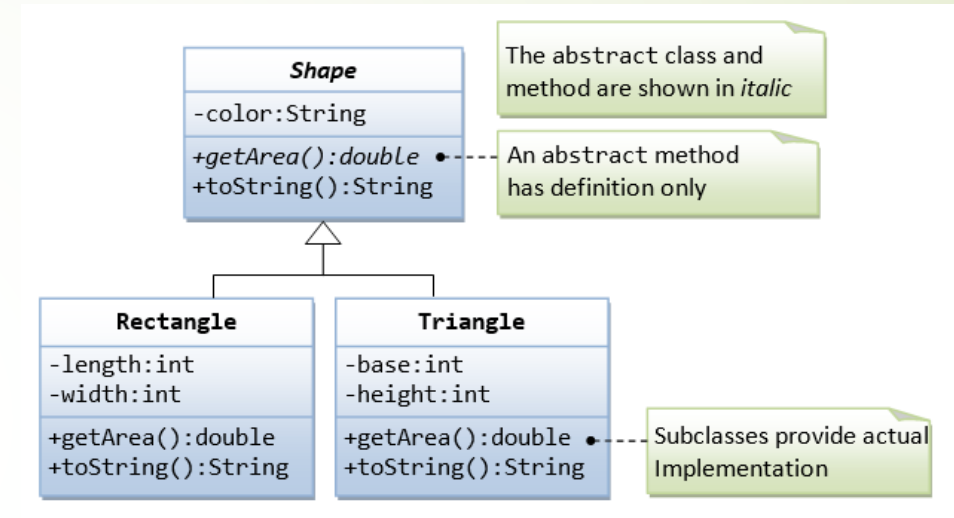 Shape
-color:String
+getArea():double
+toString():String
The abstract class and
method are shown in italic
An abstract method
has definition only
Rectangle
-length:int
-width:int
+getArea():double
+toString():String
Triangle
-base:int
-height:int
+getArea():double
+toString():String
Subclasses provide actual
Implementation